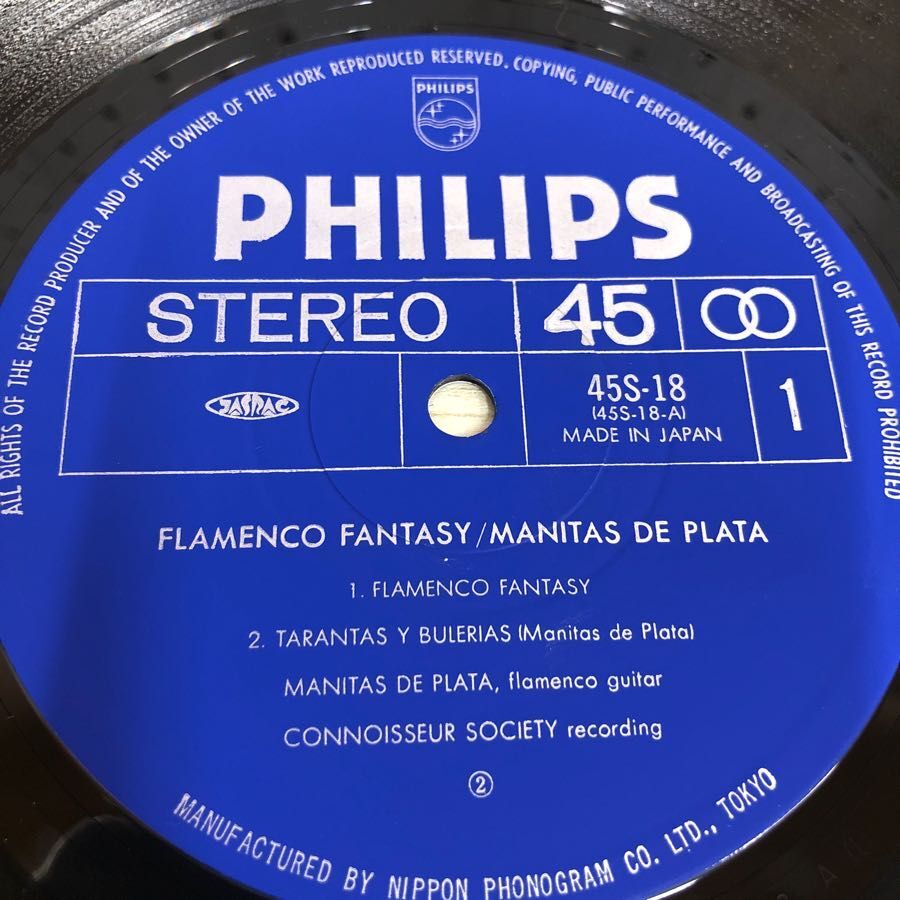 ALL RIGHTS OF THE RECORD PRODUCER AND OF THE OWNER OF THE WORK REPRODUCED RESERVED. COPYING, PUBLIC PERFORMANCE AND BROADCASTING OF THIS RECORD PROHIBITED
PHILIPS
PHILIPS
STEREO 45
JASRAC
45S-18
(45S-18-A)
MADE IN JAPAN
1
FLAMENCO FANTASY/MANITAS DE PLATA
1. FLAMENCO FANTASY
2. TARANTAS Y BULERIAS (Manitas de Plata)
MANITAS DE PLATA, flamenco guitar
CONNOISSEUR SOCIETY recording
②
MANUFACTURED BY NIPPON PHONOGRAM CO. LTD., TOKYO